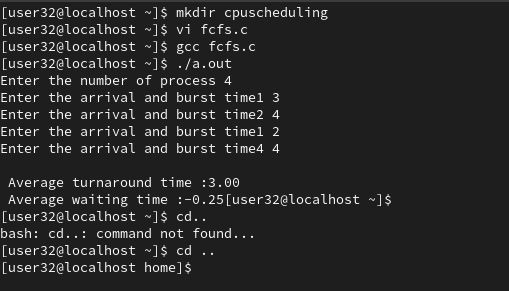 [user32@localhost ~]$ mkdir cpuscheduling
[user32@localhost ~]$ vi fcfs.c
[user32@localhost ~]$ gcc fcfs.c
[user32@localhost ~]$ ./a.out
Enter the number of process 4
Enter the arrival and burst time1 3
Enter the arrival and burst time2 4
Enter the arrival and burst time1 2
Enter the arrival and burst time4 4
Average turnaround time :3.00
Average waiting time :-0.25[user32@localhost ~]$
[user32@localhost ~]$ cd..
bash: cd..: command not found...
[user32@localhost ~]$ cd ..
[user32@localhost home]$